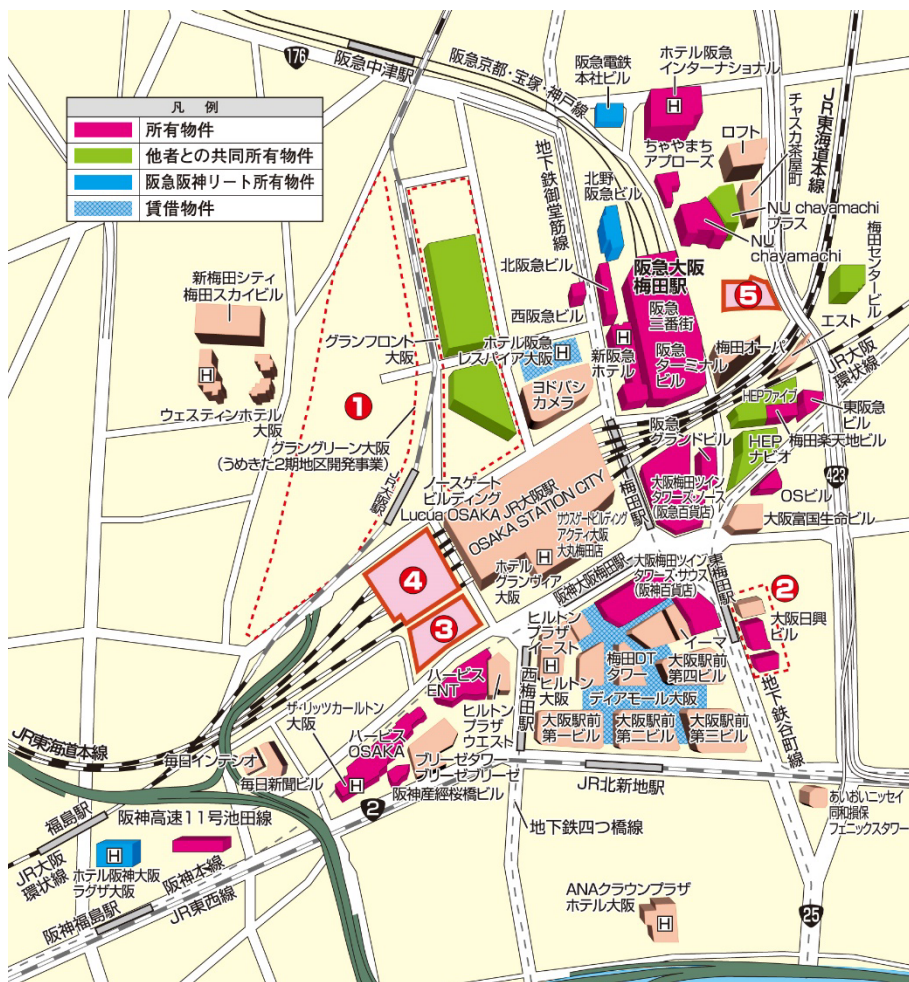 凡 例
所有物件
他者との共同所有物件
阪急阪神リート所有物件
賃借物件
176
阪急中津駅
阪急京都・宝塚・神戸線
阪急電鉄
本社ビル
ホテル阪急
インターナショナル
JR東海道本線
チャスカ茶屋町
ロフト
ちゃやまち
アプローズ
地下鉄御堂筋線
北野
阪急ビル
NU chayamachi
プラス
NU
chayamachi
梅田センタービル
北阪急ビル
阪急大阪
梅田駅
5
新梅田シティ
梅田スカイビル
西阪急ビル
阪急
三番街
エスト
グランフロント
大阪
ホテル阪急
レスパイア大阪
新阪急
ホテル
阪急
ターミナル
ビル
梅田オーパ
JR大阪
環状線
ヨドバシ
カメラ
HEPファイブ
東阪急
ビル
ウェスティンホテル
大阪
1
グラングリーン大阪
(うめきた2期地区開発事業)
阪急
グランドビル
HEP
ナビオ
梅田楽天地ビル
423
JR大阪駅
ノースゲート
ビルディング
Lucua OSAKA
JR大阪駅
OSAKA STATION CITY
梅田駅
大阪梅田ツイン
タワーズ・ノース
(阪急百貨店)
OSビル
サウスゲートビルディング
アクティ大阪
大丸梅田店
大阪富国生命ビル
ホテル
グランヴィア
大阪
阪神大阪梅田駅
大阪梅田ツイン
タワーズ・サウス
(阪神百貨店)
東梅田駅
4
2
大阪日興
ビル
3
ヒルトン
プラザ
イースト
イーマ
梅田DT
タワー
大阪駅前
第四ビル
ハービス
ENT
西梅田駅
ヒルトン
大阪
ディアモール大阪
地下鉄谷町線
ザ・リッツカールトン
大阪
ヒルトン
プラザ
ウエスト
大阪駅前
第一ビル
大阪駅前
第二ビル
大阪駅前
第三ビル
ハービス
OSAKA
JR東海道本線
毎日インテシオ
毎日新聞ビル
ブリーゼタワー
ブリーゼブリーゼ
阪神産經桜橋ビル
JR北新地駅
2
あいおいニッセイ
同和損保
フェニックスタワー
福島駅
阪神高速11号池田線
地下鉄四つ橋線
JR大阪
環状線
ホテル阪神大阪
ラグザ大阪
阪神本線
JR東西線
阪神福島駅
ANAクラウンプラザ
ホテル大阪
25
H
H
H
H
H
H
H
H
H
H